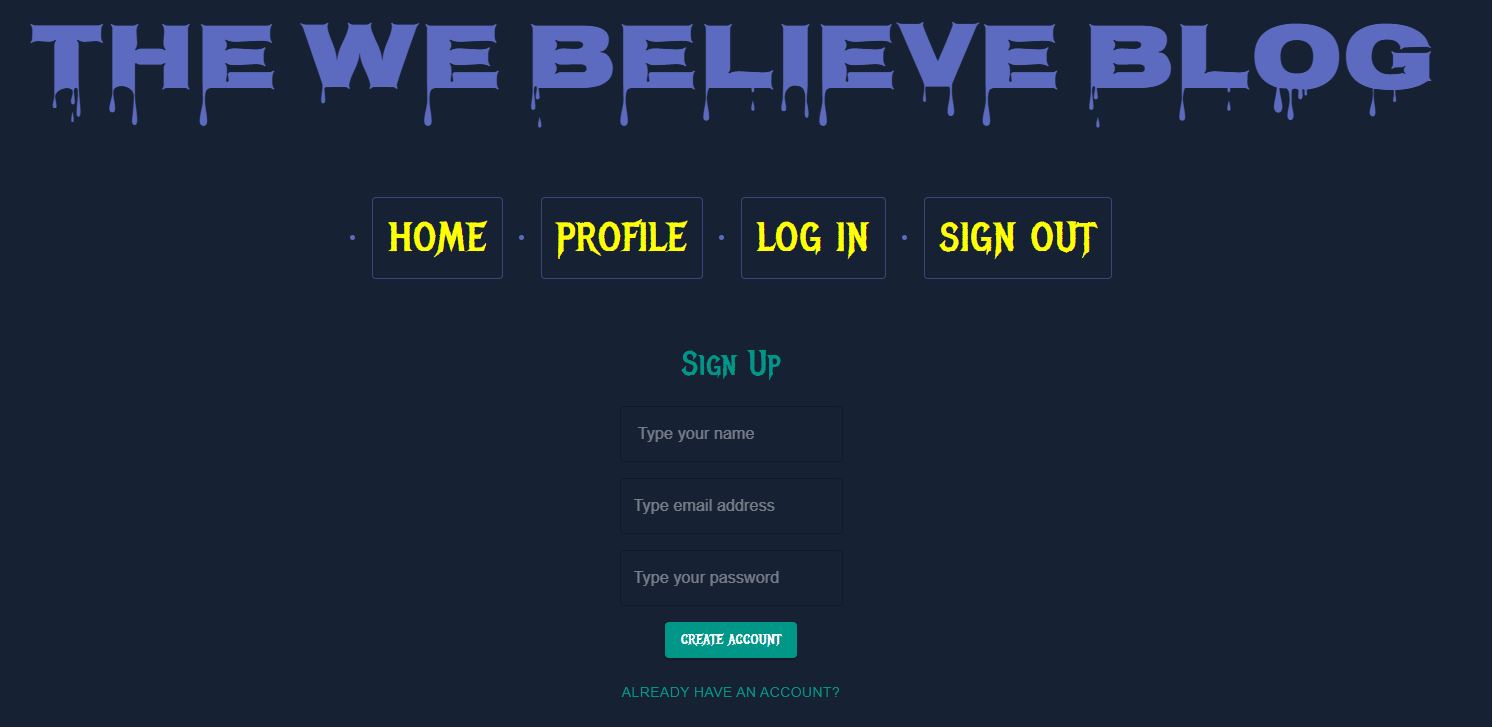 THE WE BELIEVE BLOG
HOME PROFILE LOG IN SIGN OUT
Sign Up
Type your name
Type email address
Type your password
CREATE ACCOUNT
ALREADY HAVE AN ACCOUNT?